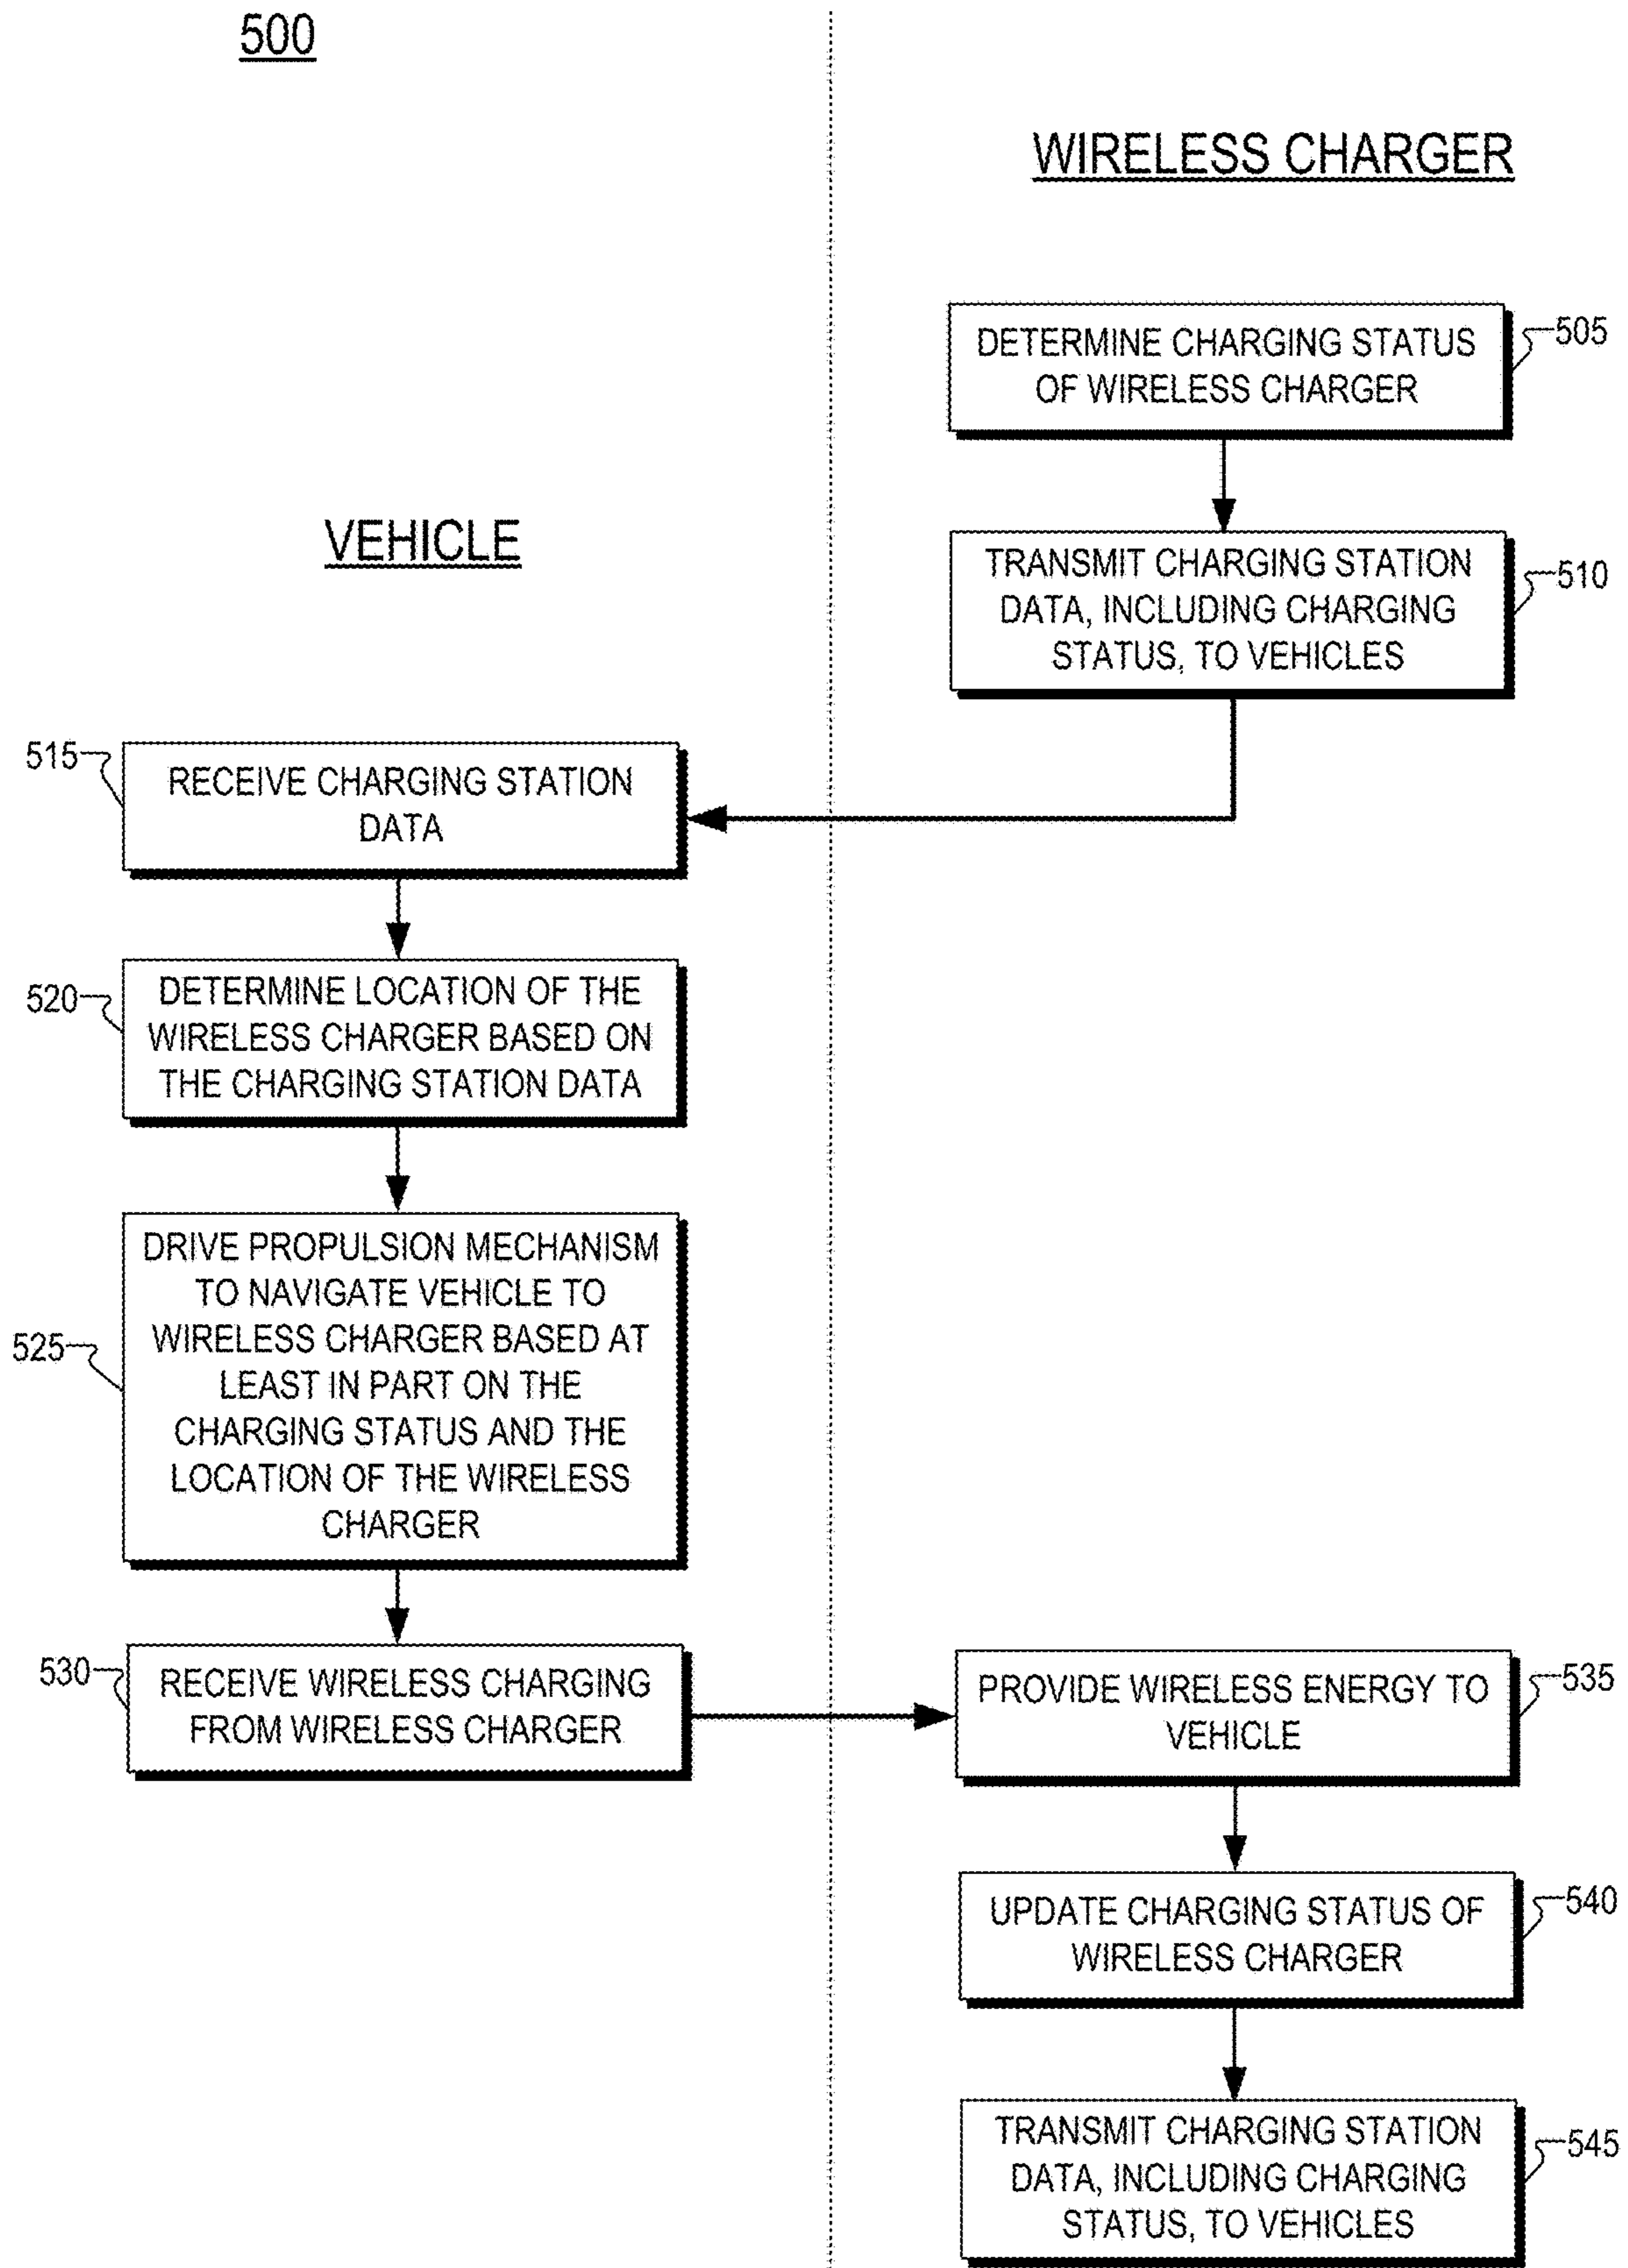 500
WIRELESS CHARGER
DETERMINE CHARGING STATUS
OF WIRELESS CHARGER
505
TRANSMIT CHARGING STATION
DATA, INCLUDING CHARGING
STATUS, TO VEHICLES
510
VEHICLE
515
RECEIVE CHARGING STATION
DATA
520
DETERMINE LOCATION OF THE
WIRELESS CHARGER BASED ON
THE CHARGING STATION DATA
525
DRIVE PROPULSION MECHANISM
TO NAVIGATE VEHICLE TO
WIRELESS CHARGER BASED AT
LEAST IN PART ON THE
CHARGING STATUS AND THE
LOCATION OF THE WIRELESS
CHARGER
530
RECEIVE WIRELESS CHARGING
FROM WIRELESS CHARGER
PROVIDE WIRELESS ENERGY TO
VEHICLE
535
UPDATE CHARGING STATUS OF
WIRELESS CHARGER
540
TRANSMIT CHARGING STATION
DATA, INCLUDING CHARGING
STATUS, TO VEHICLES
545